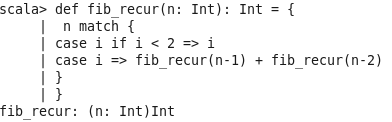 scala> def fib_recur(n: Int): Int = {
     |  n match {
     | case i if i < 2 => i
     | case i => fib_recur(n-1) + fib_recur(n-2)
     | }
     | }
fib_recur: (n: Int)Int